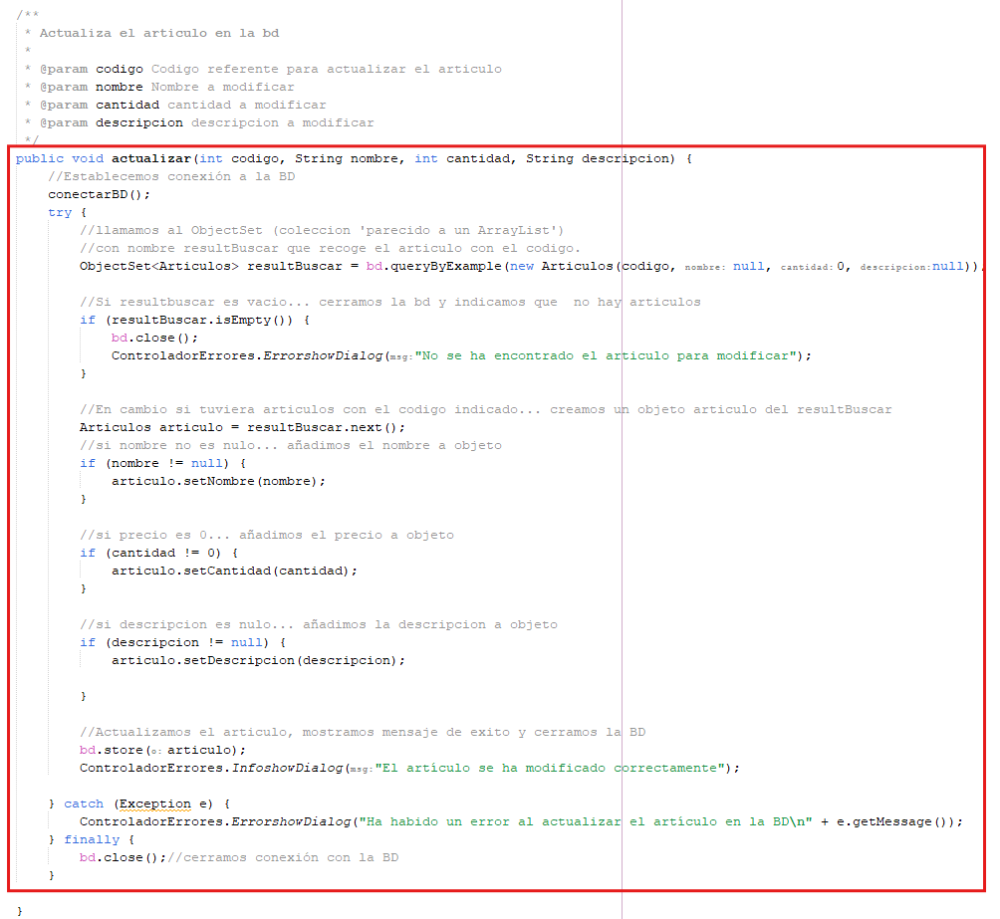 /**
 * Actualiza el articulo en la bd
 *
 * @param codigo Codigo referente para actualizar el articulo
 * @param nombre Nombre a modificar
 * @param cantidad cantidad a modificar
 * @param descripcion descripcion a modificar
 */
public void actualizar(int codigo, String nombre, int cantidad, String descripcion) {
    //Establecemos conexión a la BD
    conectarBD();
    try {
        //llamamos al ObjectSet (coleccion 'parecido a un ArrayList')
        //con nombre resultBuscar que recoge el articulo con el codigo.
        ObjectSet<Articulos> resultBuscar = bd.queryByExample(new Articulos(codigo, nombre: null, cantidad: 0, descripcion: null));

        //Si resultbuscar es vacio... cerramos la bd y indicamos que  no hay articulos
        if (resultBuscar.isEmpty()) {
            bd.close();
            ControladorErrores.ErrorshowDialog(msg: "No se ha encontrado el articulo para modificar");
        }

        //En cambio si tuviera articulos con el codigo indicado... creamos un objeto articulo del resultBuscar
        Articulos articulo = resultBuscar.next();
        //si nombre no es nulo... añadimos el nombre a objeto
        if (nombre != null) {
            articulo.setNombre(nombre);
        }

        //si precio es 0... añadimos el precio a objeto
        if (cantidad != 0) {
            articulo.setCantidad(cantidad);
        }

        //si descripcion es nulo... añadimos la descripcion a objeto
        if (descripcion != null) {
            articulo.setDescripcion(descripcion);

        }

        //Actualizamos el articulo, mostramos mensaje de exito y cerramos la BD
        bd.store(o: articulo);
        ControladorErrores.InfoshowDialog(msg: "El artículo se ha modificado correctamente");

    } catch (Exception e) {
        ControladorErrores.ErrorshowDialog("Ha habido un error al actualizar el artículo en la BD\n" + e.getMessage());
    } finally {
        bd.close();//cerramos conexión con la BD
    }

}